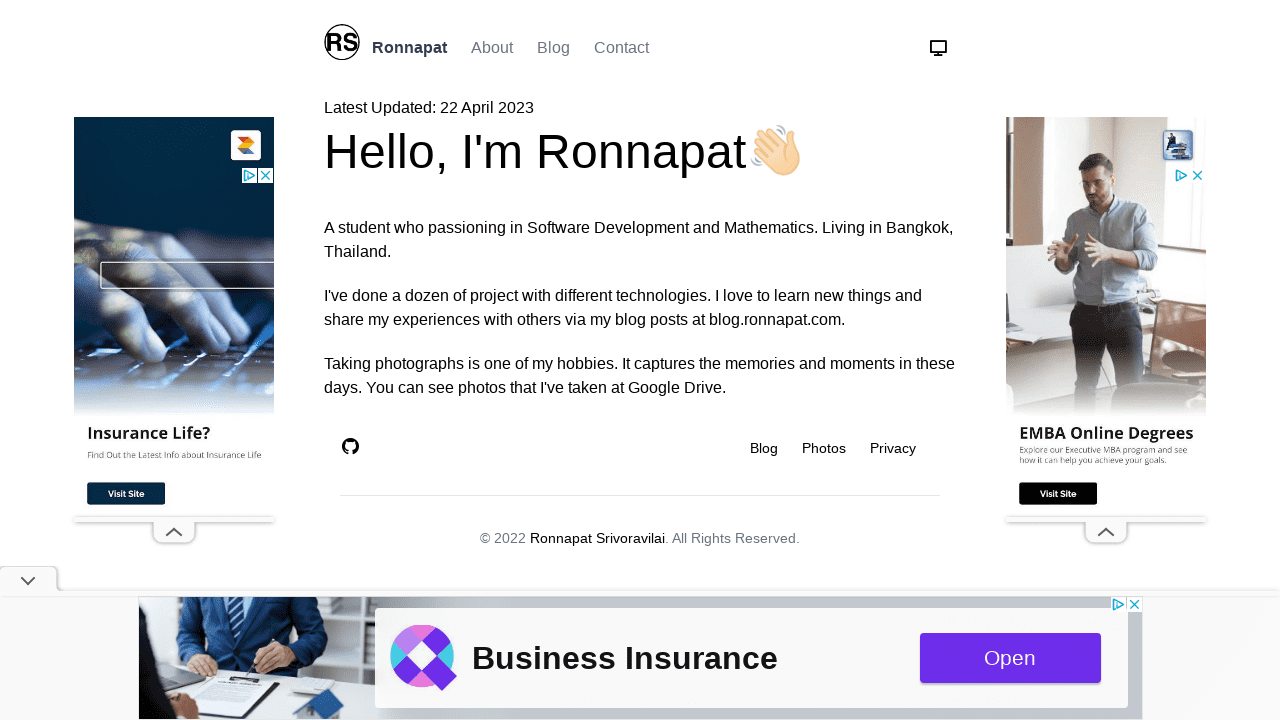 RS Ronnapat About Blog Contact
Latest Updated: 22 April 2023
Hello, I'm Ronnapat
A student who passioning in Software Development and Mathematics. Living in Bangkok,
Thailand.
I've done a dozen of project with different technologies. I love to learn new things and
share my experiences with others via my blog posts at blog.ronnapat.com.
Taking photographs is one of my hobbies. It captures the memories and moments in these
days. You can see photos that I've taken at Google Drive.
Blog Photos Privacy
© 2022 Ronnapat Srivoravilai. All Rights Reserved.
Insurance Life?
Find Out the Latest Info about Insurance Life
Visit Site
EMBA Online Degrees
Explore our Executive MBA program and see
how it can help you achieve your goals.
Visit Site
Business Insurance
Open